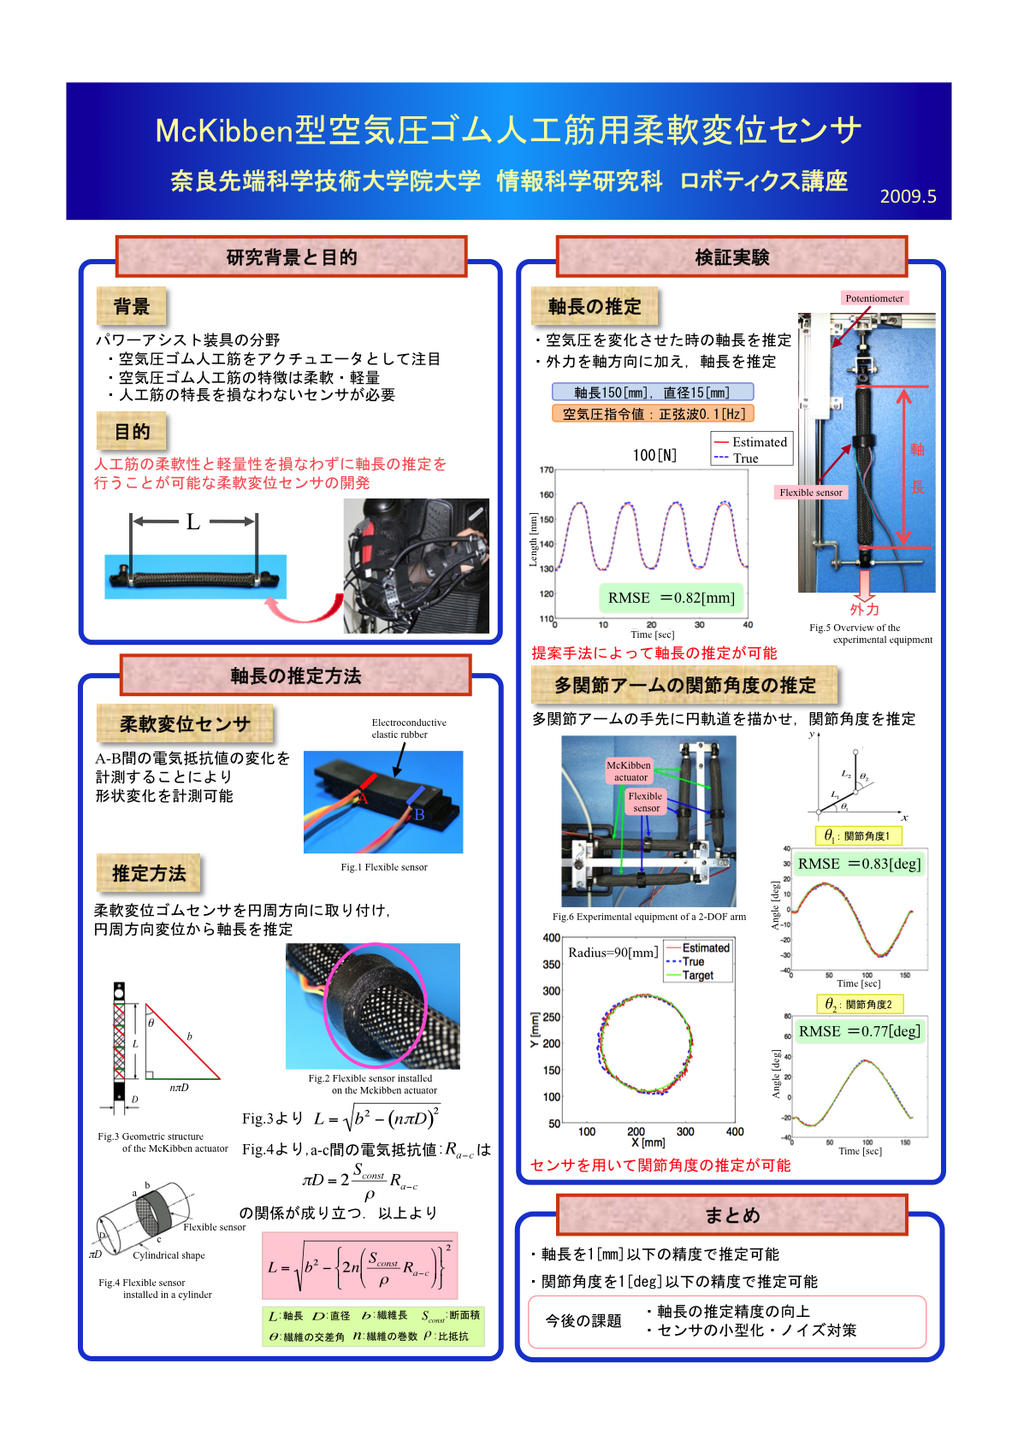 McKibben型空気圧ゴム人工筋用柔軟変位センサ
奈良先端科学技術大学院大学 情報科学研究科 ロボティクス講座
2009.5
研究背景と目的
背景
パワーアシスト装具の分野
・空気圧ゴム人工筋をアクチュエータとして注目
・空気圧ゴム人工筋の特徴は柔軟・軽量
・人工筋の特長を損なわないセンサが必要
目的
人工筋の柔軟性と軽量性を損なわずに軸長の推定を
行うことが可能な柔軟変位センサの開発
L
軸長の推定方法
柔軟変位センサ
A-B間の電気抵抗値の変化を
計測することにより
形状変化を計測可能
Electroconductive
elastic rubber
A
B
Fig.1 Flexible sensor
推定方法
柔軟変位ゴムセンサを円周方向に取り付け，
円周方向変位から軸長を推定
θ
b
L
nπD
D
Fig.2 Flexible sensor installed
on the Mckibben actuator
Fig.3 Geometric structure
of the McKibben actuator
Fig.3より L = √(b² − (nπD)²)
Fig.4より,a-c間の電気抵抗値：R_{a−c} は
πD = 2 (S_{const}/ρ) R_{a−c}
の関係が成り立つ．以上より
L = √(b² − {2n((S_{const}/ρ) R_{a−c})}²)
a
b
c
D
πD
Flexible sensor
Cylindrical shape
Fig.4 Flexible sensor
installed in a cylinder
L：軸長 D：直径 b：繊維長 S_{const}：断面積
θ：繊維の交差角 n：繊維の巻数 ρ：比抵抗
検証実験
軸長の推定
・空気圧を変化させた時の軸長を推定
・外力を軸方向に加え，軸長を推定
軸長150[mm]，直径15[mm]
空気圧指令値：正弦波0.1[Hz]
100[N]
Estimated
True
170
160
150
140
130
120
110
Length [mm]
RMSE ＝0.82[mm]
0 10 20 30 40
Time [sec]
Potentiometer
Flexible sensor
軸
長
外力
Fig.5 Overview of the
experimental equipment
提案手法によって軸長の推定が可能
多関節アームの関節角度の推定
多関節アームの手先に円軌道を描かせ，関節角度を推定
McKibben
actuator
Flexible
sensor
Fig.6 Experimental equipment of a 2-DOF arm
y
L₂
θ₂
L₁
θ₁
x
θ₁：関節角度1
RMSE ＝0.83[deg]
40
30
20
10
0
-10
-20
-30
-40
Angle [deg]
0 50 100 150
Time [sec]
θ₂：関節角度2
RMSE ＝0.77[deg]
80
60
40
20
0
-20
-40
Angle [deg]
0 50 100 150
Time [sec]
Radius=90[mm]
Estimated
True
Target
400
350
300
250
200
150
100
50
Y [mm]
100 200 300 400
X [mm]
センサを用いて関節角度の推定が可能
まとめ
・軸長を1[mm]以下の精度で推定可能
・関節角度を1[deg]以下の精度で推定可能
今後の課題
・軸長の推定精度の向上
・センサの小型化・ノイズ対策